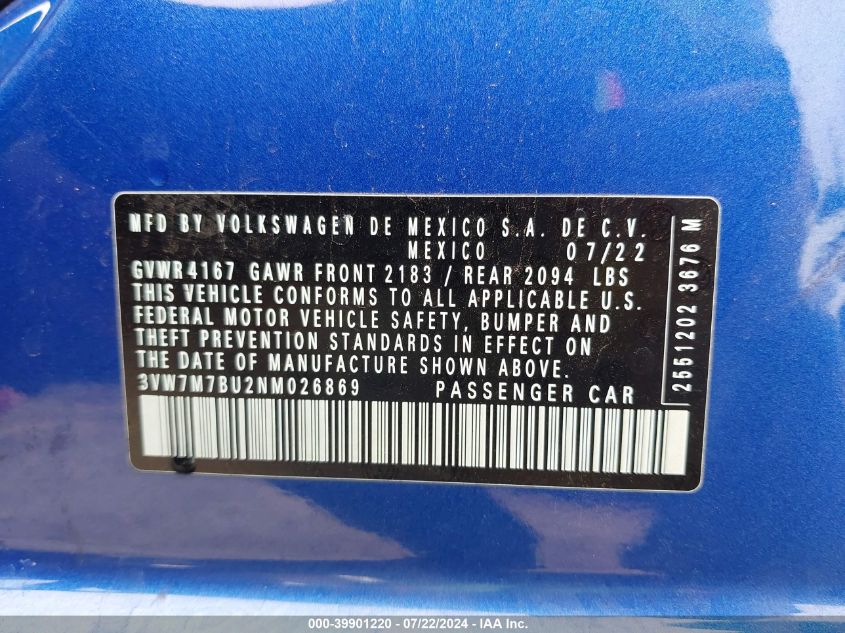 MFD BY VOLKSWAGEN DE MEXICO S.A. DE C.V.
MEXICO 07/22
GVWR4167 GAWR FRONT 2183 / REAR 2094 LBS
THIS VEHICLE CONFORMS TO ALL APPLICABLE U.S.
FEDERAL MOTOR VEHICLE SAFETY, BUMPER AND
THEFT PREVENTION STANDARDS IN EFFECT ON
THE DATE OF MANUFACTURE SHOWN ABOVE.
3VW7M7BU2NM026869 PASSENGER CAR
2551202 3676 M
000-39901220 - 07/22/2024 - IAA Inc.